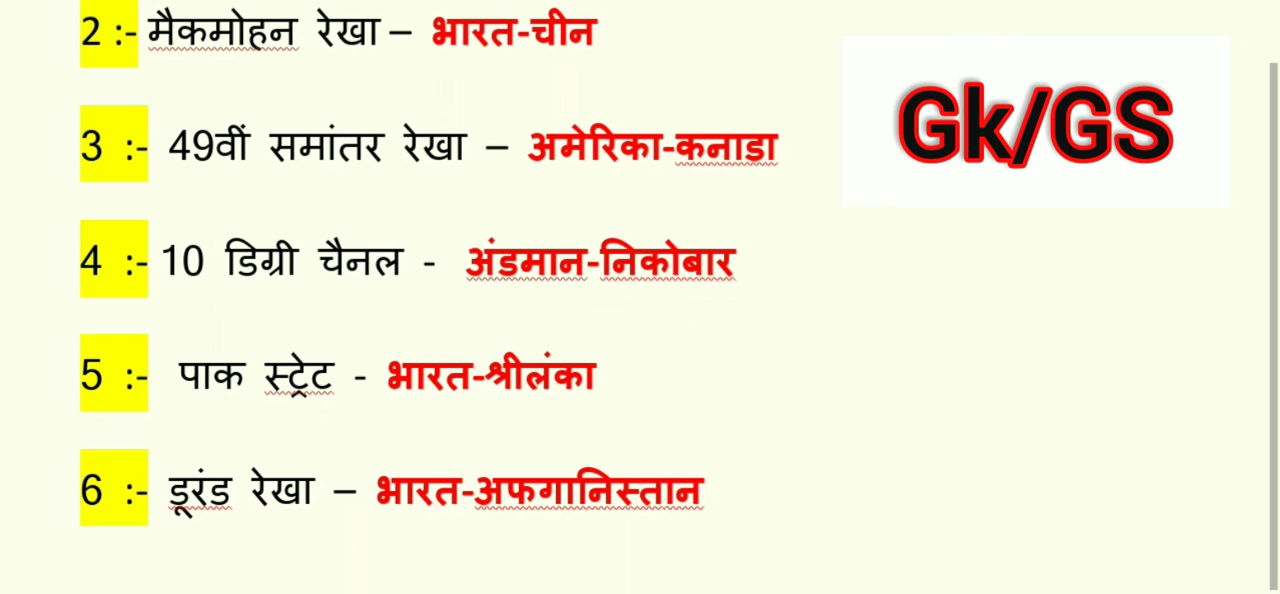 2 :- मैकमोहन रेखा – भारत-चीन
Gk/GS
3 :- 49वीं समांतर रेखा – अमेरिका-कनाडा
4 :- 10 डिग्री चैनल - अंडमान-निकोबार
5 :- पाक स्ट्रेट - भारत-श्रीलंका
6 :- डूरंड रेखा – भारत-अफगानिस्तान